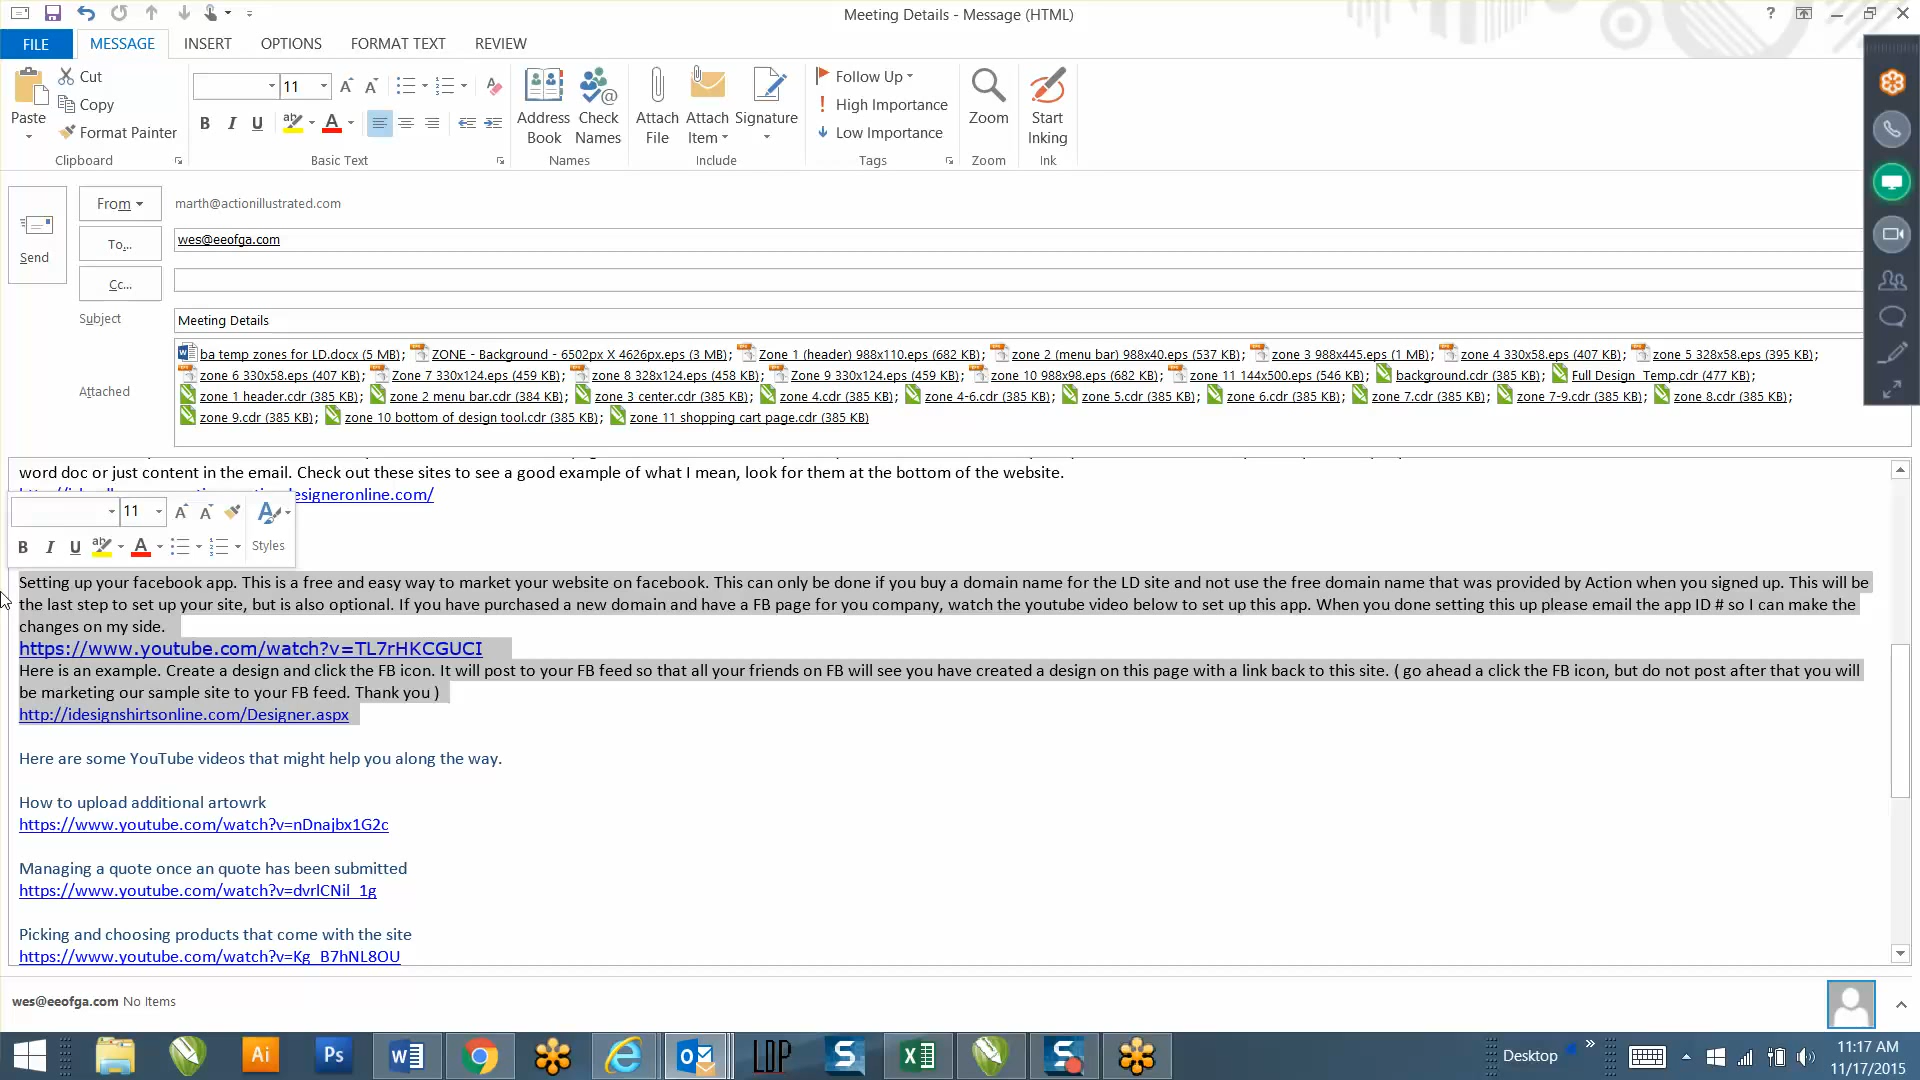 Meeting Details - Message (HTML)
FILE MESSAGE INSERT OPTIONS FORMAT TEXT REVIEW
Paste
Cut
Copy
Format Painter
Clipboard
11
Basic Text
Address Book
Check Names
Names
Attach File
Attach Item
Signature
Include
Follow Up
High Importance
Low Importance
Tags
Zoom
Zoom
Start Inking
Ink
Send
From
marth@actionillustrated.com
To...
wes@eeofga.com
Cc...
Subject
Meeting Details
Attached
ba temp zones for LD.docx (5 MB); ZONE - Background - 6502px X 4626px.eps (3 MB); Zone 1 (header) 988x110.eps (682 KB); zone 2 (menu bar) 988x40.eps (537 KB); zone 3 988x445.eps (1 MB); zone 4 330x58.eps (407 KB); zone 5 328x58.eps (395 KB);
zone 6 330x58.eps (407 KB); Zone 7 330x124.eps (459 KB); zone 8 328x124.eps (458 KB); Zone 9 330x124.eps (459 KB); zone 10 988x98.eps (682 KB); zone 11 144x500.eps (546 KB); background.cdr (385 KB); Full Design Temp.cdr (477 KB);
zone 1 header.cdr (385 KB); zone 2 menu bar.cdr (384 KB); zone 3 center.cdr (385 KB); zone 4.cdr (385 KB); zone 4-6.cdr (385 KB); zone 5.cdr (385 KB); zone 6.cdr (385 KB); zone 7.cdr (385 KB); zone 7-9.cdr (385 KB); zone 8.cdr (385 KB);
zone 9.cdr (385 KB); zone 10 bottom of design tool.cdr (385 KB); zone 11 shopping cart page.cdr (385 KB)
word doc or just content in the email. Check out these sites to see a good example of what I mean, look for them at the bottom of the website.
esigneronline.com/
11
Styles
Setting up your facebook app. This is a free and easy way to market your website on facebook. This can only be done if you buy a domain name for the LD site and not use the free domain name that was provided by Action when you signed up. This will be
the last step to set up your site, but is also optional. If you have purchased a new domain and have a FB page for you company, watch the youtube video below to set up this app. When you done setting this up please email the app ID # so I can make the
changes on my side.
https://www.youtube.com/watch?v=TL7rHKCGUCI
Here is an example. Create a design and click the FB icon. It will post to your FB feed so that all your friends on FB will see you have created a design on this page with a link back to this site. ( go ahead a click the FB icon, but do not post after that you will
be marketing our sample site to your FB feed. Thank you )
http://idesignshirtsonline.com/Designer.aspx
Here are some YouTube videos that might help you along the way.
How to upload additional artowrk
https://www.youtube.com/watch?v=nDnajbx1G2c
Managing a quote once an quote has been submitted
https://www.youtube.com/watch?v=dvrlCNil_1g
Picking and choosing products that come with the site
https://www.youtube.com/watch?v=Kg_B7hNL8OU
wes@eeofga.com No Items
Desktop
11:17 AM
11/17/2015